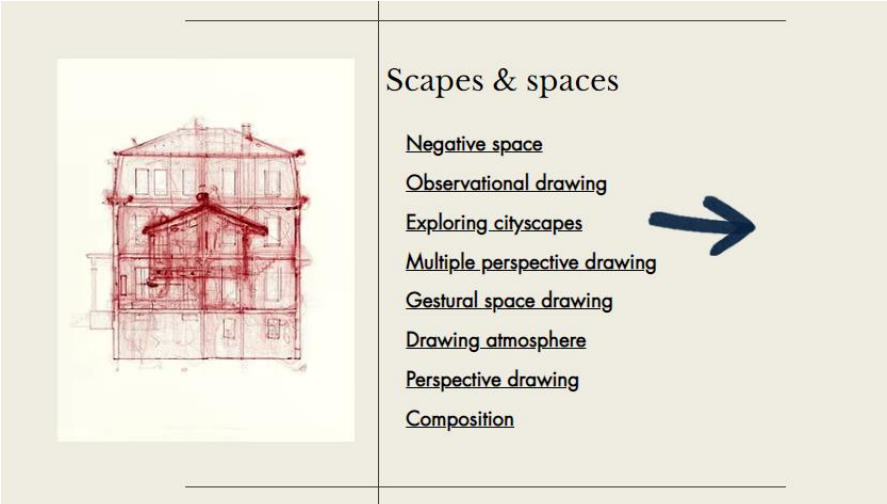 Scapes & spaces
Negative space
Observational drawing
Exploring cityscapes
Multiple perspective drawing
Gestural space drawing
Drawing atmosphere
Perspective drawing
Composition